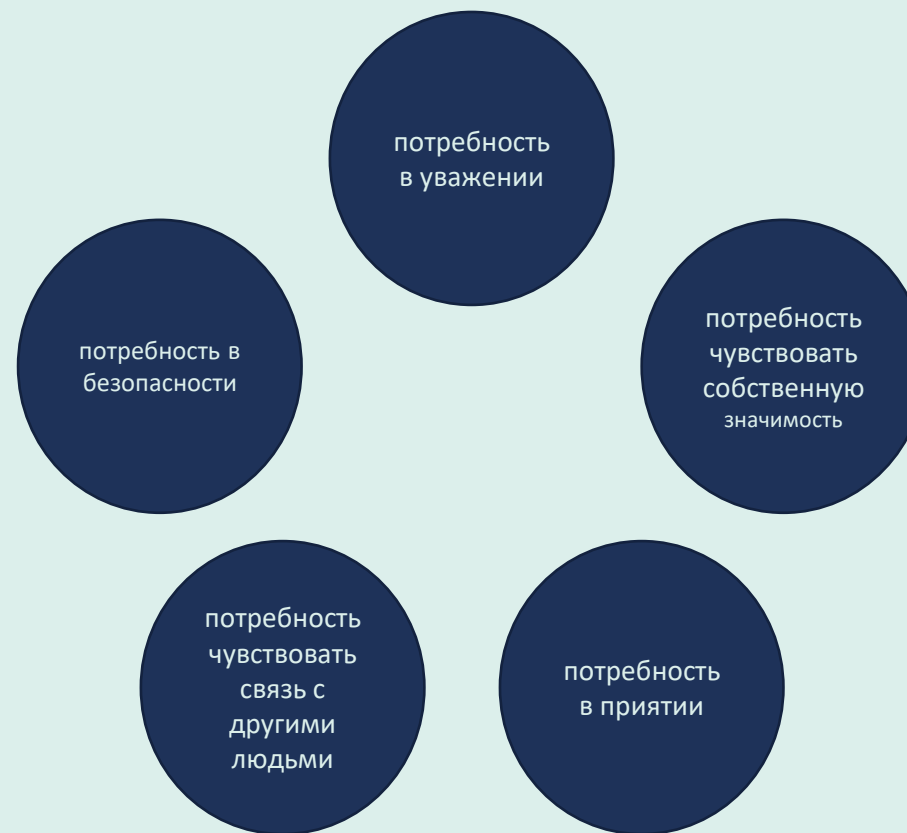 потребность
в уважении
потребность в
безопасности
потребность
чувствовать
собственную
значимость
потребность
чувствовать
связь с
другими
людьми
потребность
в приятии